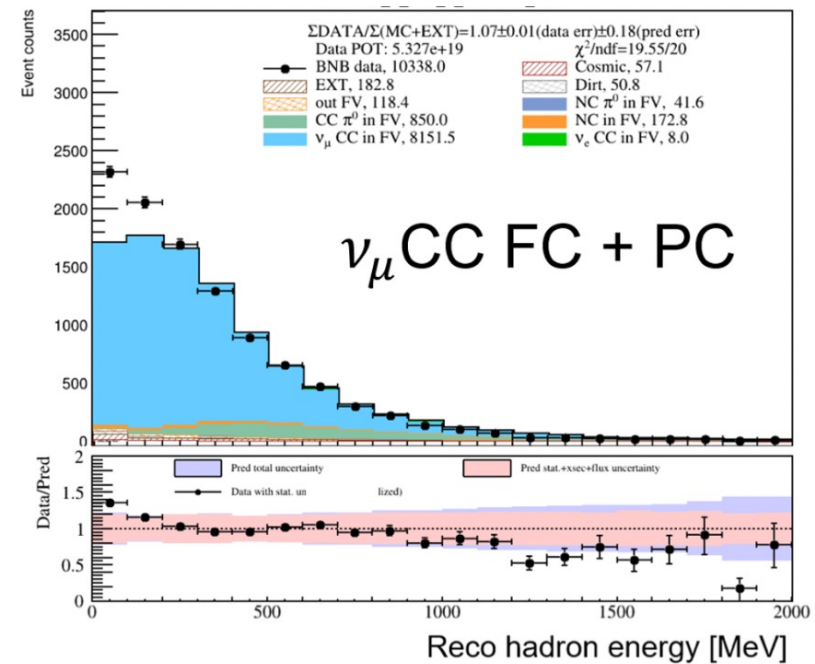 ΣDATA/Σ(MC+EXT)=1.07±0.01(data err)±0.18(pred err)
Data POT: 5.327e+19 χ²/ndf=19.55/20
BNB data, 10338.0 Cosmic, 57.1
EXT, 182.8 Dirt, 50.8
out FV, 118.4 NC π⁰ in FV, 41.6
CC π⁰ in FV, 850.0 NC in FV, 172.8
νμ CC in FV, 8151.5 νe CC in FV, 8.0
Event counts
3500
3000
2500
2000
1500
1000
500
0
νμCC FC + PC
Data/Pred
2
1.5
1
0.5
0
Pred total uncertainty Pred stat.+xsec+flux uncertainty
Data with stat. un lized)
0 500 1000 1500 2000
Reco hadron energy [MeV]